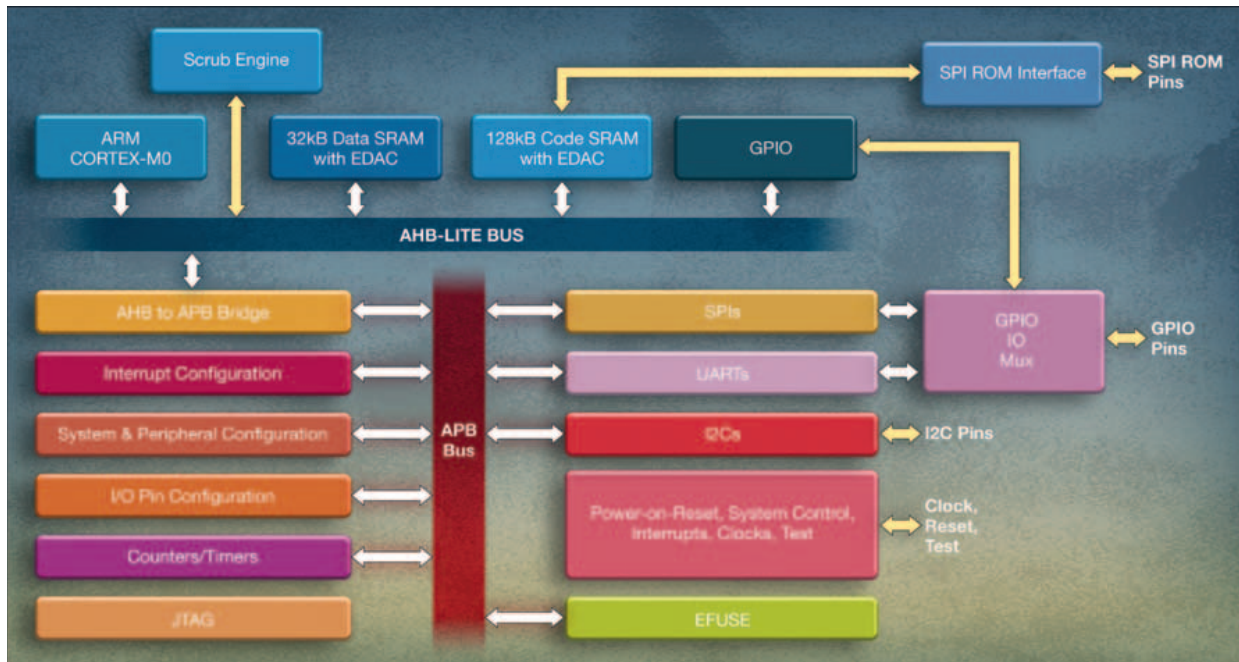 Scrub Engine
SPI ROM Interface
SPI ROM
Pins
ARM
CORTEX-M0
32kB Data SRAM
with EDAC
128kB Code SRAM
with EDAC
GPIO
AHB-LITE BUS
AHB to APB Bridge
SPIs
GPIO
IO
Mux
GPIO
Pins
Interrupt Configuration
UARTs
System & Peripheral Configuration
APB
Bus
I2Cs
I2C Pins
I/O Pin Configuration
Power-on-Reset, System Control,
Interrupts, Clocks, Test
Clock,
Reset,
Test
Counters/Timers
JTAG
EFUSE